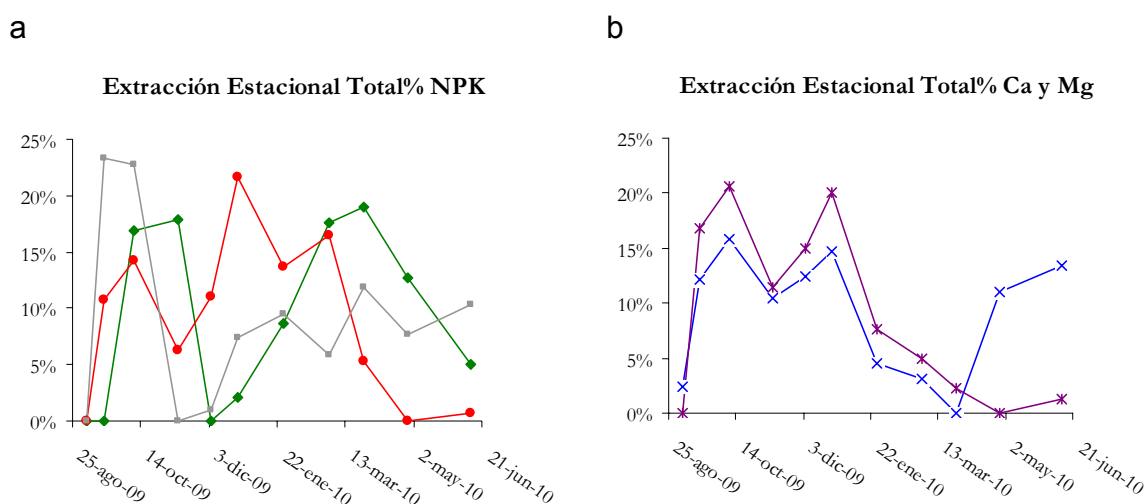 a
b
Extracción Estacional Total% NPK
Extracción Estacional Total% Ca y Mg
25%
20%
15%
10%
5%
0%
25-ago-09
14-oct-09
3-dic-09
22-ene-10
13-mar-10
2-may-10
21-jun-10
25%
20%
15%
10%
5%
0%
25-ago-09
14-oct-09
3-dic-09
22-ene-10
13-mar-10
2-may-10
21-jun-10